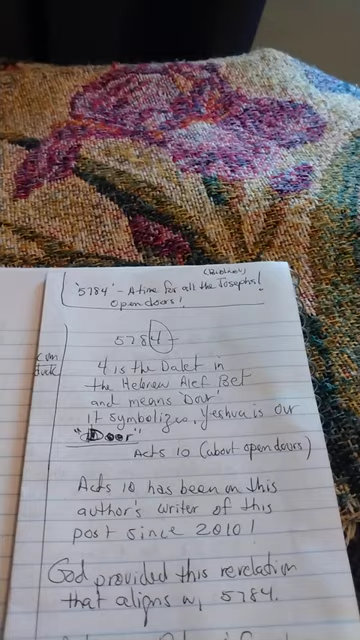 (Biblical)
'5784' - A time for all the Josephs!
Open doors!
5784
4 is the Dalet in
the Hebrew Alef Bet
and means 'Door'
It symbolizes, Yeshua is our
"Door"
Acts 10 (about open doors)
Acts 10 has been on this
author's writer of this
post since 2010!
God provided this revelation
that aligns w, 5784.